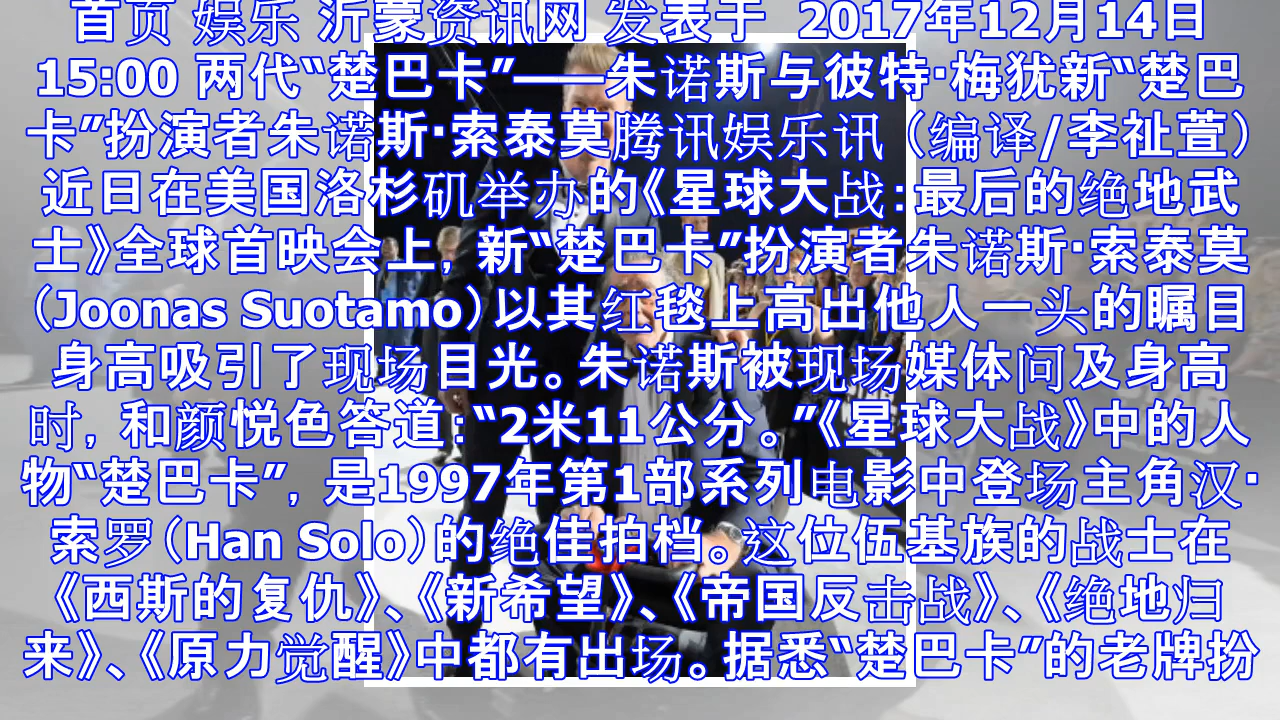 首页 娱乐 沂蒙资讯网 发表于 2017年12月14日
15:00 两代“楚巴卡”——朱诺斯与彼特·梅犹新“楚巴
卡”扮演者朱诺斯·索泰莫腾讯娱乐讯（编译/李祉萱）
近日在美国洛杉矶举办的《星球大战：最后的绝地武
士》全球首映会上，新“楚巴卡”扮演者朱诺斯·索泰莫
（Joonas Suotamo）以其红毯上高出他人一头的瞩目
身高吸引了现场目光。朱诺斯被现场媒体问及身高
时，和颜悦色答道：“2米11公分。”《星球大战》中的人
物“楚巴卡”，是1997年第1部系列电影中登场主角汉·
索罗（Han Solo）的绝佳拍档。这位伍基族的战士在
《西斯的复仇》、《新希望》、《帝国反击战》、《绝地归
来》、《原力觉醒》中都有出场。据悉“楚巴卡”的老牌扮